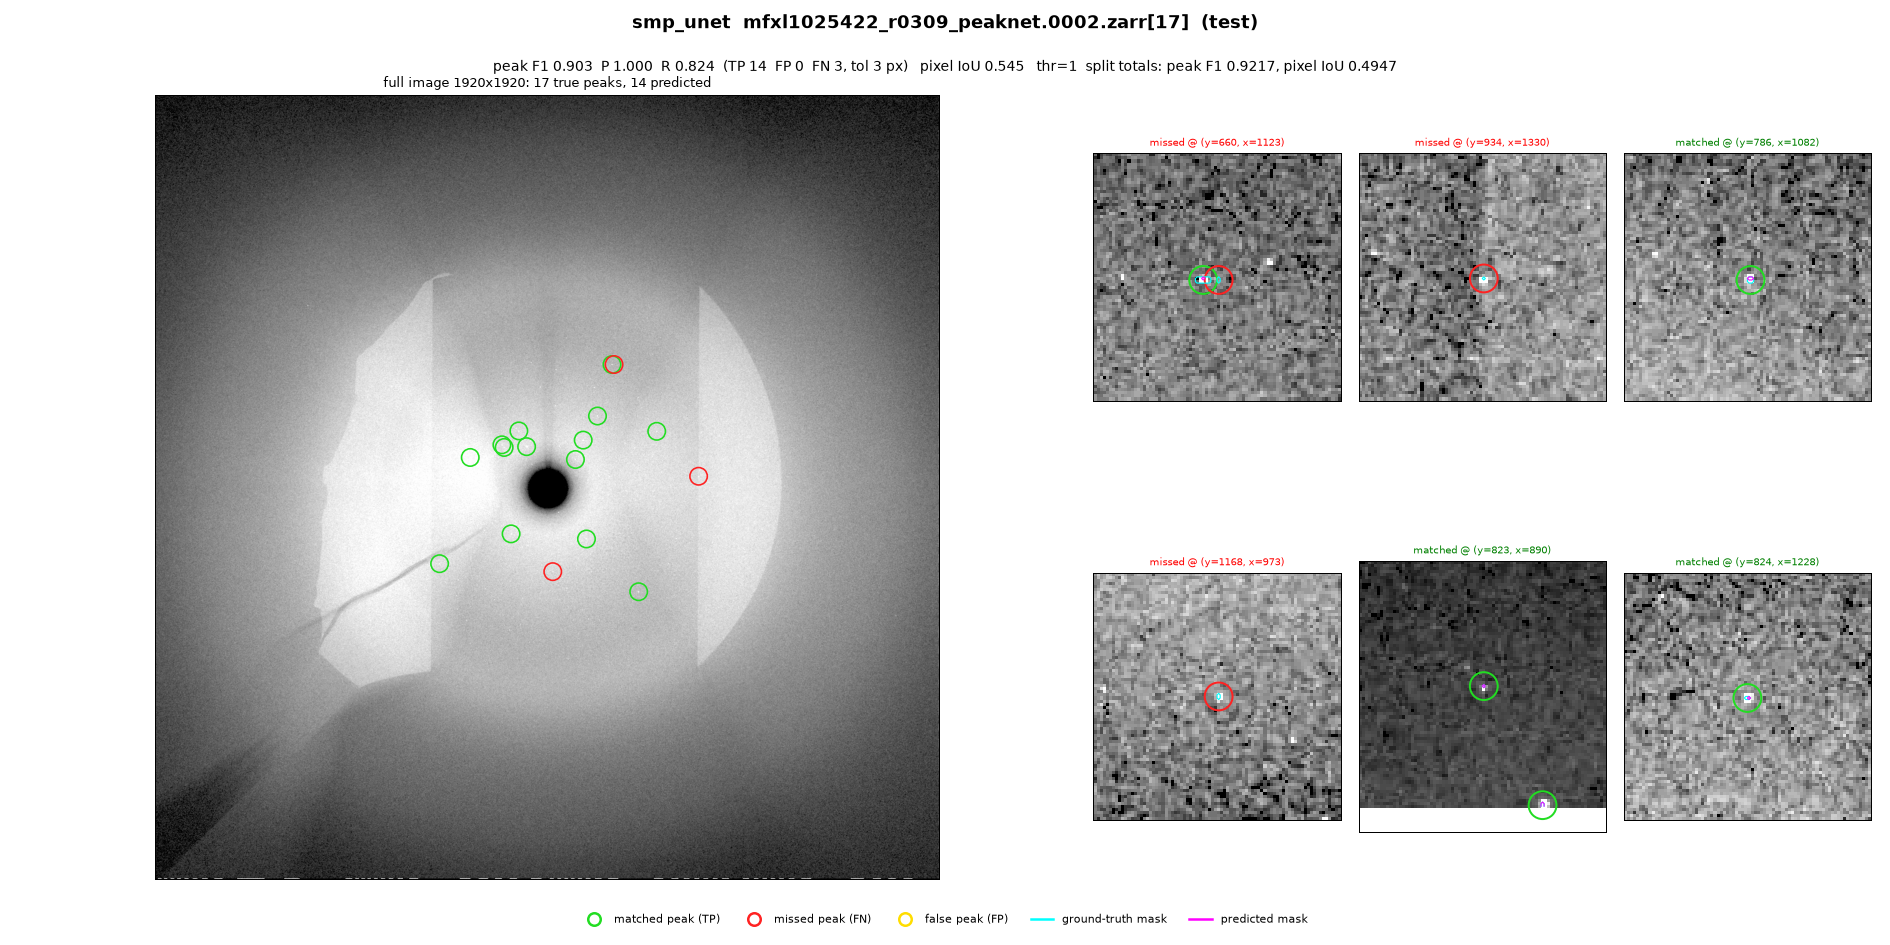 smp_unet  mfxl1025422_r0309_peaknet.0002.zarr[17]  (test)
peak F1 0.903  P 1.000  R 0.824  (TP 14  FP 0  FN 3, tol 3 px)   pixel IoU 0.545   thr=1  split totals: peak F1 0.9217, pixel IoU 0.4947
full image 1920x1920: 17 true peaks, 14 predicted
missed @ (y=660, x=1123)
missed @ (y=934, x=1330)
matched @ (y=786, x=1082)
missed @ (y=1168, x=973)
matched @ (y=823, x=890)
matched @ (y=824, x=1228)
matched peak (TP)
missed peak (FN)
false peak (FP)
ground-truth mask
predicted mask